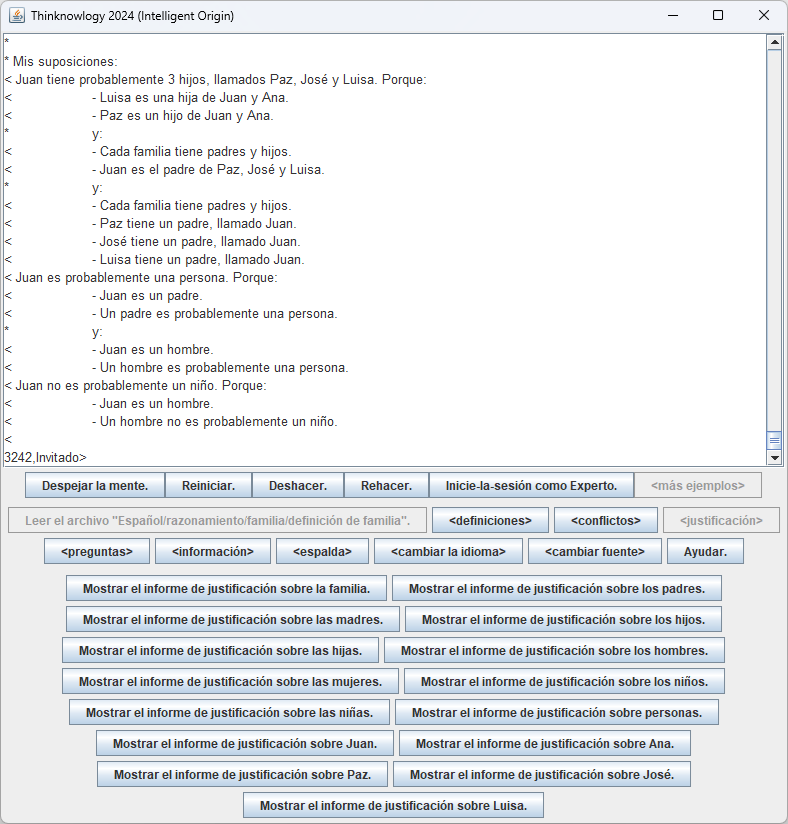 Thinknowlogy 2024 (Intelligent Origin)
*
* Mis suposiciones:
< Juan tiene probablemente 3 hijos, llamados Paz, José y Luisa. Porque:
< - Luisa es una hija de Juan y Ana.
< - Paz es un hijo de Juan y Ana.
* y:
< - Cada familia tiene padres y hijos.
< - Juan es el padre de Paz, José y Luisa.
* y:
< - Cada familia tiene padres y hijos.
< - Paz tiene un padre, llamado Juan.
< - José tiene un padre, llamado Juan.
< - Luisa tiene un padre, llamado Juan.
< Juan es probablemente una persona. Porque:
< - Juan es un padre.
< - Un padre es probablemente una persona.
* y:
< - Juan es un hombre.
< - Un hombre es probablemente una persona.
< Juan no es probablemente un niño. Porque:
< - Juan es un hombre.
< - Un hombre no es probablemente un niño.
<
3242,Invitado>
Despejar la mente. Reiniciar. Deshacer. Rehacer. Inicie-la-sesión como Experto. <más ejemplos>
Leer el archivo "Español/razonamiento/familia/definición de familia". <definiciones> <conflictos> <justificación>
<preguntas> <información> <espalda> <cambiar la idioma> <cambiar fuente> Ayudar.
Mostrar el informe de justificación sobre la familia. Mostrar el informe de justificación sobre los padres.
Mostrar el informe de justificación sobre las madres. Mostrar el informe de justificación sobre los hijos.
Mostrar el informe de justificación sobre las hijas. Mostrar el informe de justificación sobre los hombres.
Mostrar el informe de justificación sobre las mujeres. Mostrar el informe de justificación sobre los niños.
Mostrar el informe de justificación sobre las niñas. Mostrar el informe de justificación sobre personas.
Mostrar el informe de justificación sobre Juan. Mostrar el informe de justificación sobre Ana.
Mostrar el informe de justificación sobre Paz. Mostrar el informe de justificación sobre José.
Mostrar el informe de justificación sobre Luisa.